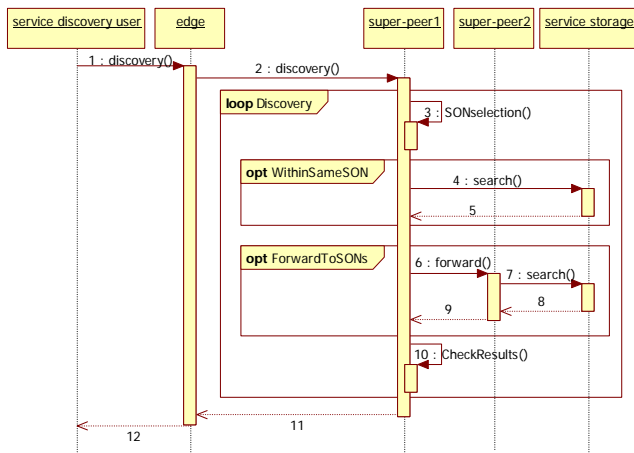 service discovery user
edge
super-peer1
super-peer2
service storage
1 : discovery()
2 : discovery()
loop Discovery
3 : SONselection()
opt WithinSameSON
4 : search()
5
opt ForwardToSONs
6 : forward()
7 : search()
8
9
10 : CheckResults()
11
12